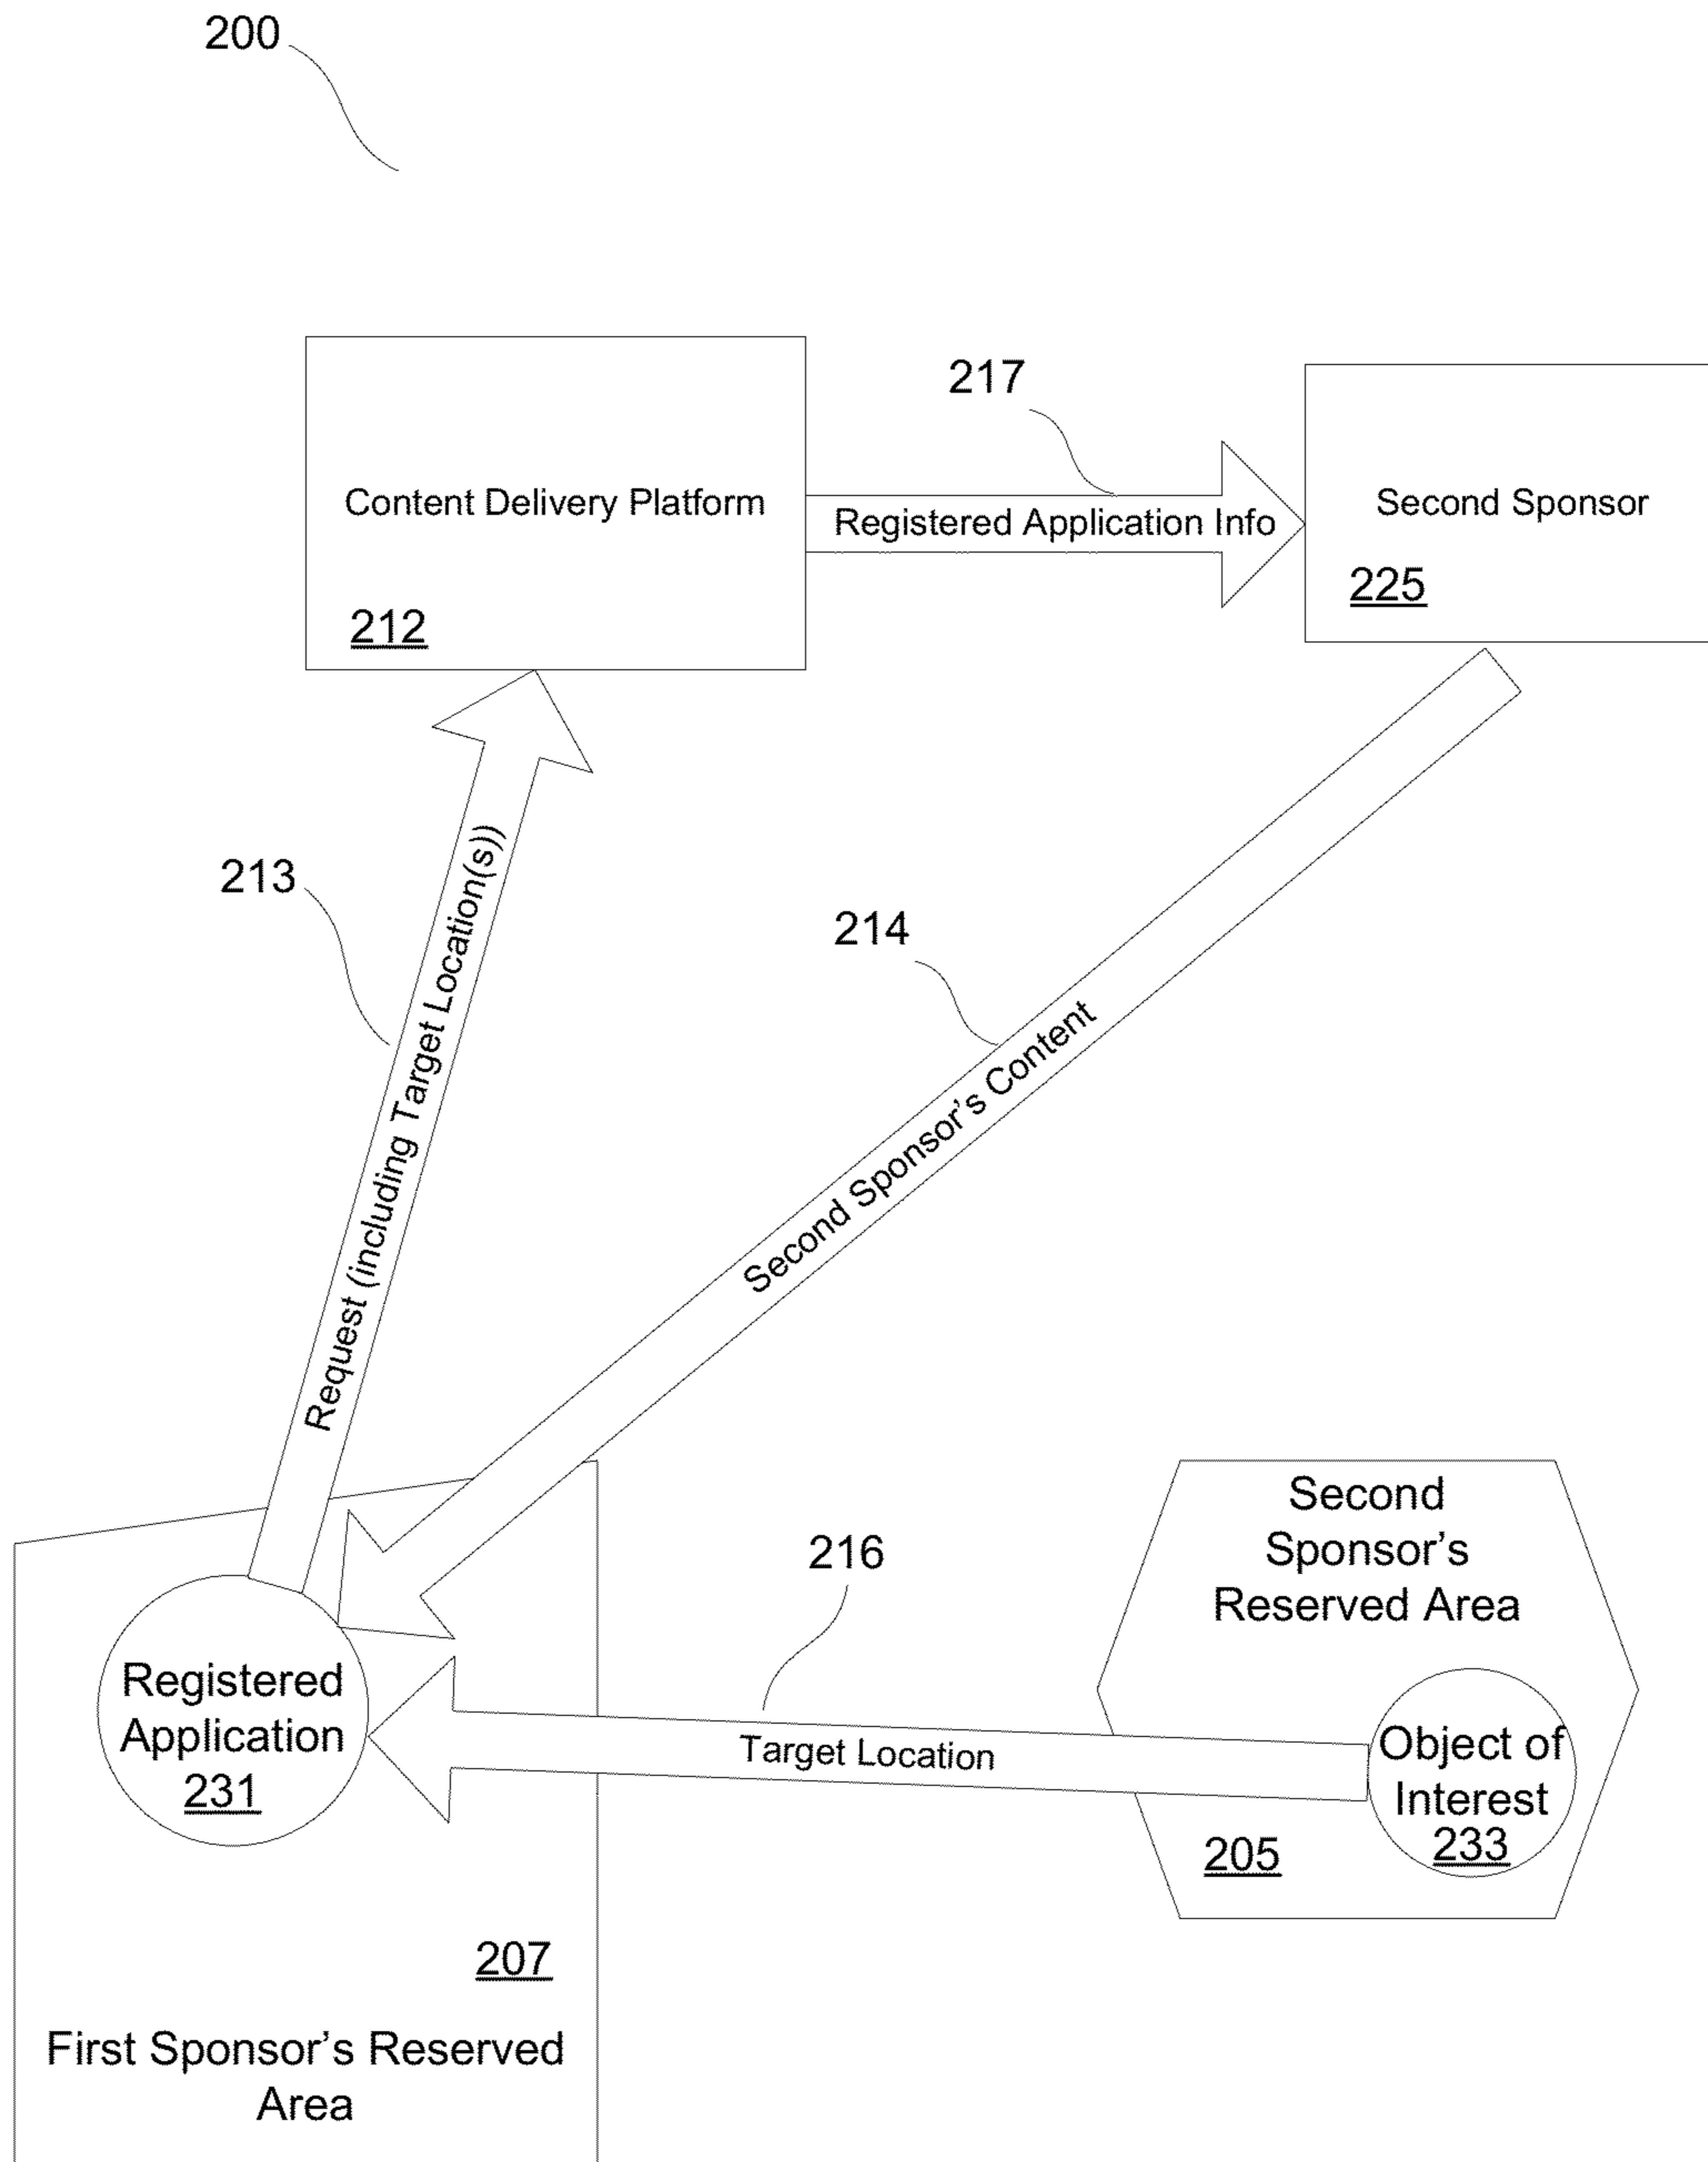 200
217
Content Delivery Platform
212
Registered Application Info
Second Sponsor
225
213
Request (including Target Location(s))
214
Second Sponsor's Content
216
Second
Sponsor's
Reserved Area
Registered
Application
231
Target Location
Object of
Interest
233
205
207
First Sponsor's Reserved
Area